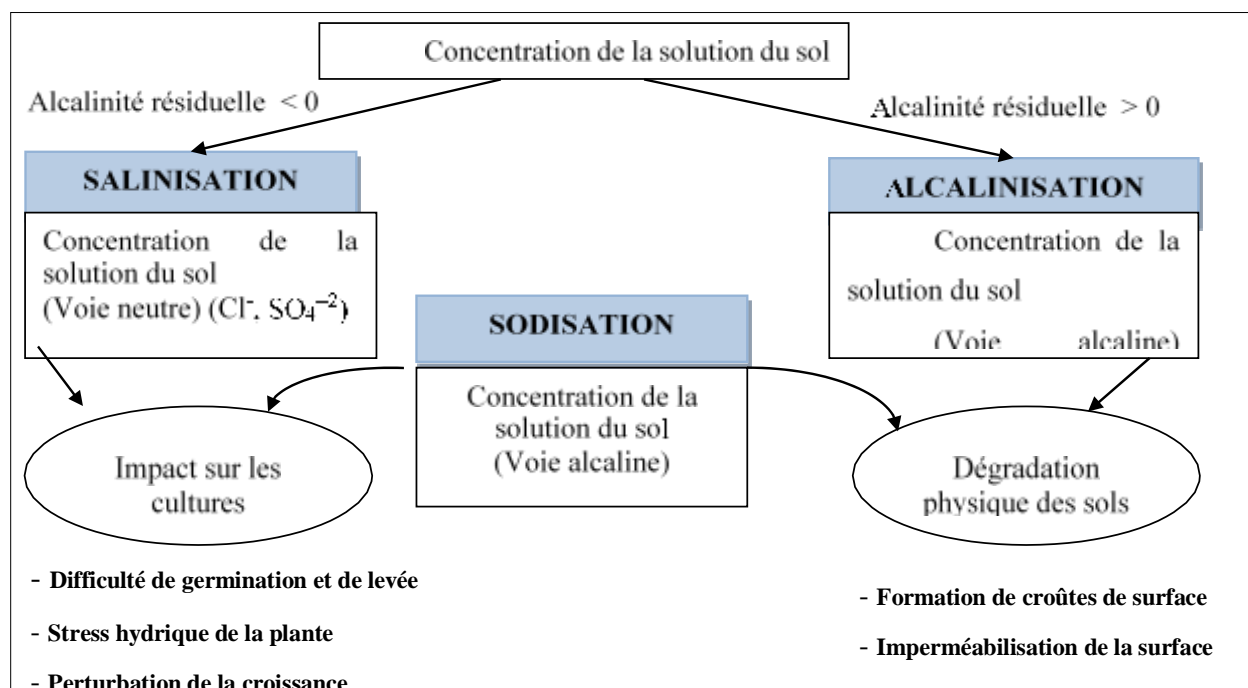 Concentration de la solution du sol
Alcalinité résiduelle < 0
Alcalinité résiduelle > 0
SALINISATION
Concentration de la
solution du sol
(Voie neutre) (Cl⁻, SO₄⁻²)
ALCALINISATION
Concentration de la
solution du sol
(Voie alcaline)
SODISATION
Concentration de la
solution du sol
(Voie alcaline)
Impact sur les
cultures
Dégradation
physique des sols
- Difficulté de germination et de levée
- Stress hydrique de la plante
- Perturbation de la croissance
- Formation de croûtes de surface
- Imperméabilisation de la surface